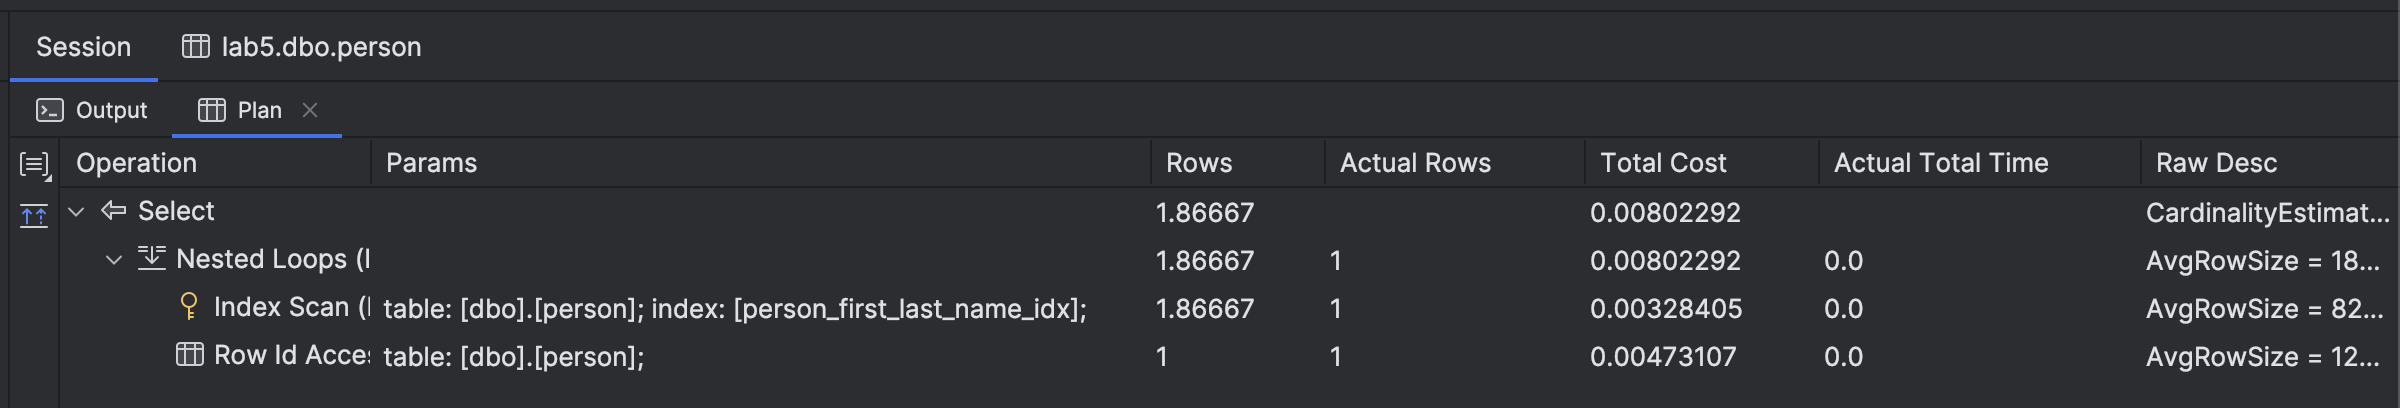 Session lab5.dbo.person
Output Plan
Operation Params Rows Actual Rows Total Cost Actual Total Time Raw Desc
Select 1.86667 0.00802292 CardinalityEstimat...
Nested Loops ( 1.86667 1 0.00802292 0.0 AvgRowSize = 18...
Index Scan ( table: [dbo].[person]; index: [person_first_last_name_idx]; 1.86667 1 0.00328405 0.0 AvgRowSize = 82...
Row Id Acce table: [dbo].[person]; 1 1 0.00473107 0.0 AvgRowSize = 12...